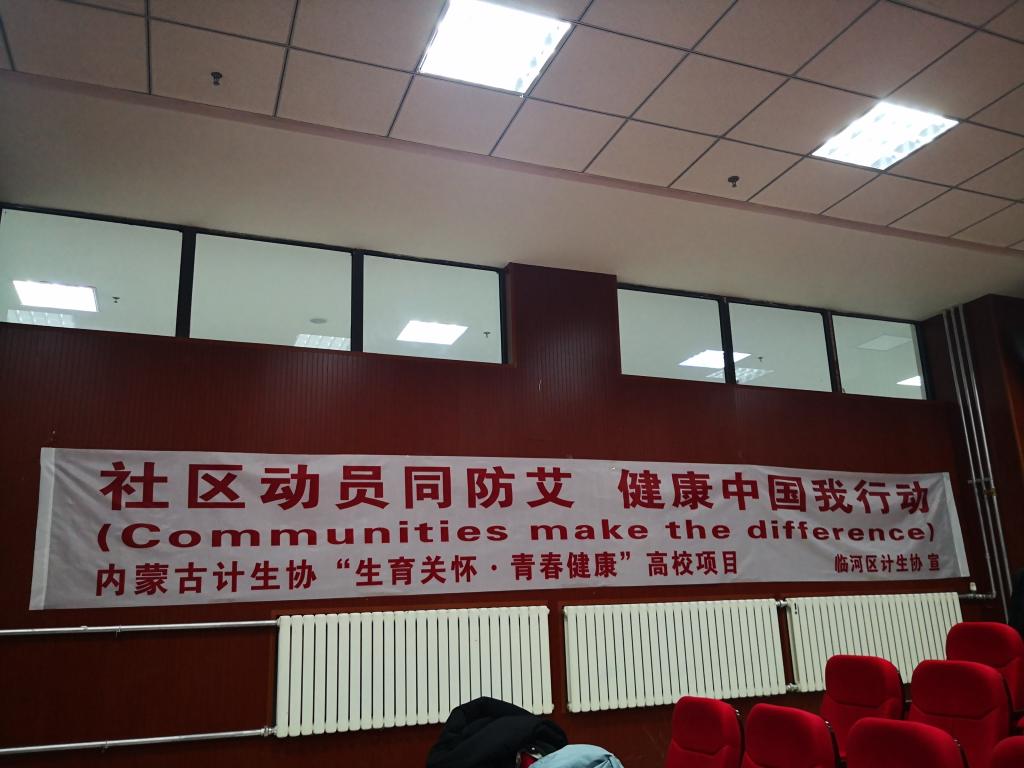 社区动员同防艾 健康中国我行动
(Communities make the difference)
内蒙古计生协“生育关怀·青春健康”高校项目 临河区计生协 宣